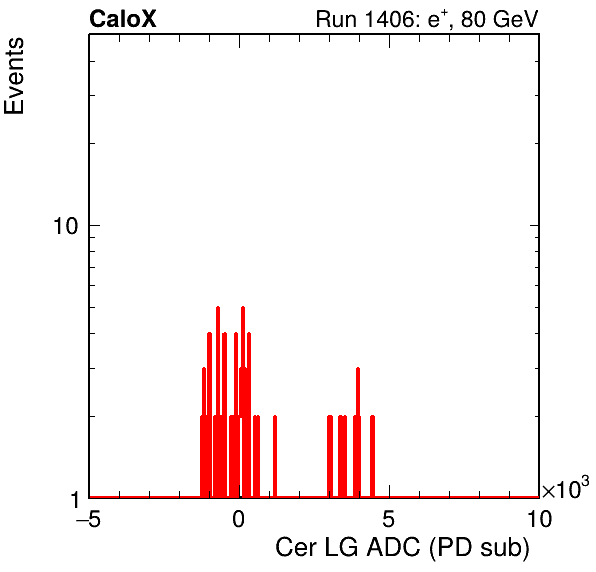 CaloX Run 1406: e⁺, 80 GeV
Events
10
1
−5 0 5 10
×10³
Cer LG ADC (PD sub)